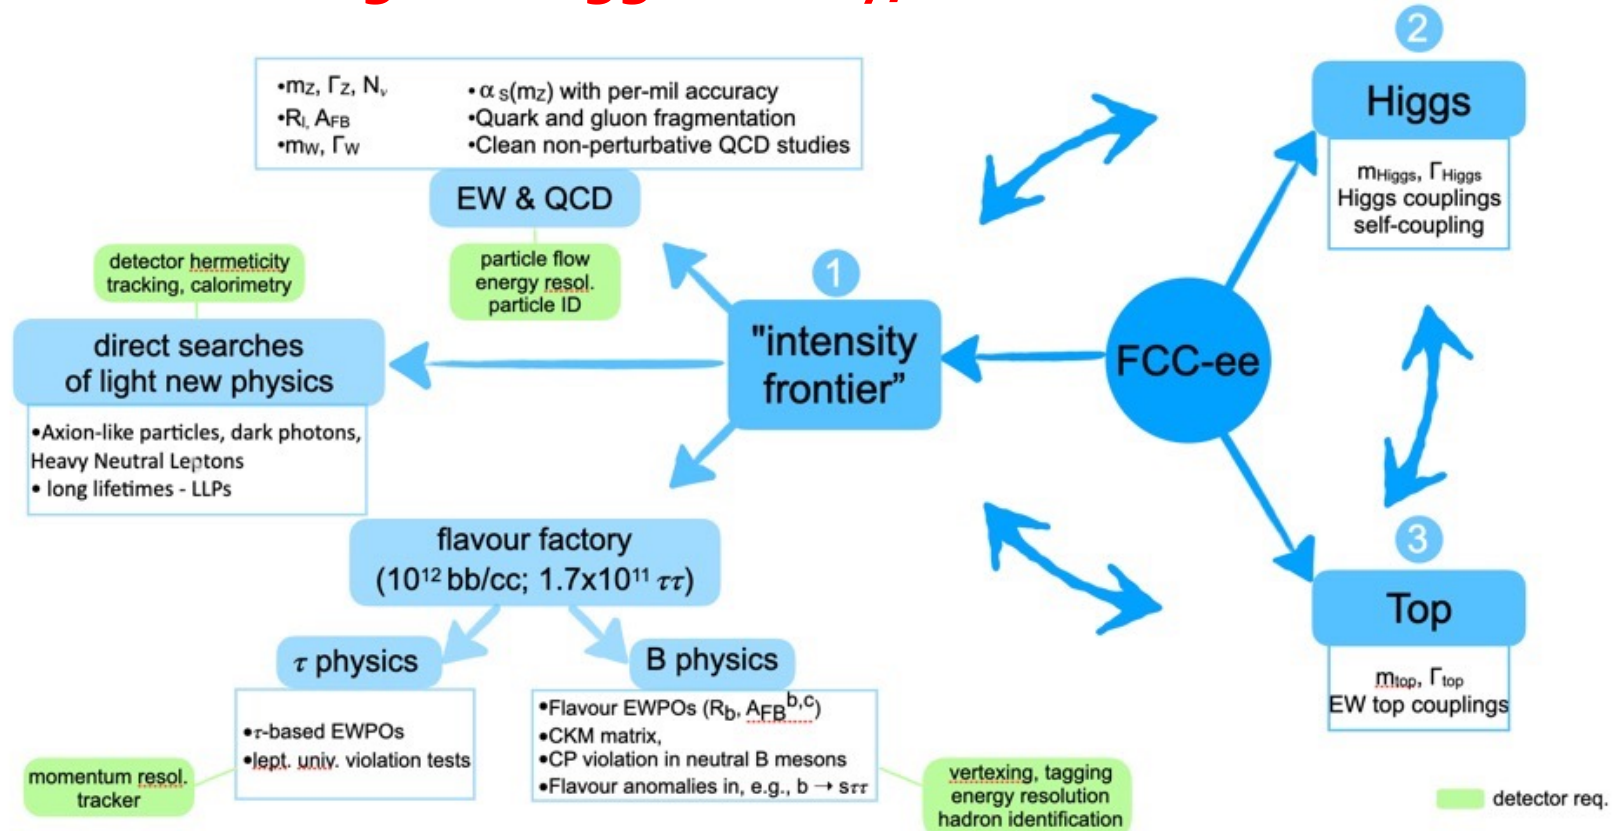 •mZ, ΓZ, Nν
•Rl, AFB
•mW, ΓW
•αs(mZ) with per-mil accuracy
•Quark and gluon fragmentation
•Clean non-perturbative QCD studies
EW & QCD
particle flow
energy resol.
particle ID
detector hermeticity
tracking, calorimetry
direct searches
of light new physics
•Axion-like particles, dark photons,
Heavy Neutral Leptons
• long lifetimes - LLPs
1
"intensity
frontier”
FCC-ee
2
Higgs
mHiggs, ΓHiggs
Higgs couplings
self-coupling
3
Top
mtop, Γtop
EW top couplings
flavour factory
(10¹² bb/cc; 1.7x10¹¹ ττ)
τ physics
•τ-based EWPOs
•lept. univ. violation tests
momentum resol.
tracker
B physics
•Flavour EWPOs (Rb, AFBb,c)
•CKM matrix,
•CP violation in neutral B mesons
•Flavour anomalies in, e.g., b → sττ
vertexing, tagging
energy resolution
hadron identification
detector req.